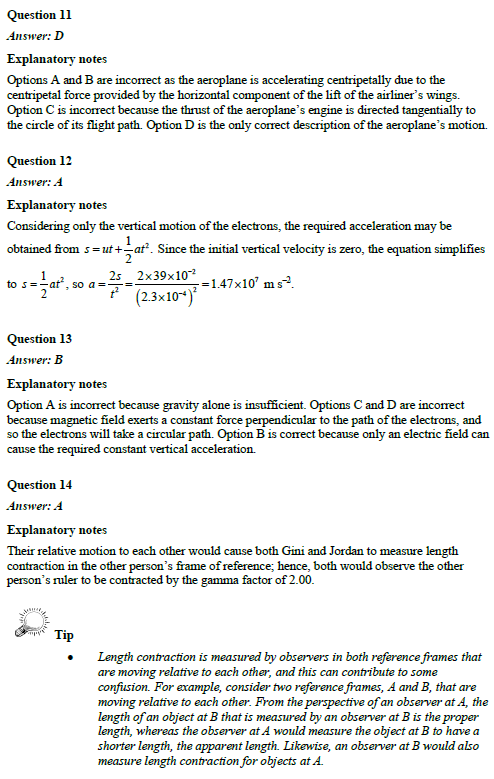 Question 11
Answer: D
Explanatory notes
Options A and B are incorrect as the aeroplane is accelerating centripetally due to the
centripetal force provided by the horizontal component of the lift of the airliner's wings.
Option C is incorrect because the thrust of the aeroplane's engine is directed tangentially to
the circle of its flight path. Option D is the only correct description of the aeroplane's motion.
Question 12
Answer: A
Explanatory notes
Considering only the vertical motion of the electrons, the required acceleration may be
obtained from s = ut + 1/2 at². Since the initial vertical velocity is zero, the equation simplifies
to s = 1/2 at², so a = 2s/t² = 2×39×10⁻²/(2.3×10⁻⁴)² = 1.47×10⁷ m s⁻².
Question 13
Answer: B
Explanatory notes
Option A is incorrect because gravity alone is insufficient. Options C and D are incorrect
because magnetic field exerts a constant force perpendicular to the path of the electrons, and
so the electrons will take a circular path. Option B is correct because only an electric field can
cause the required constant vertical acceleration.
Question 14
Answer: A
Explanatory notes
Their relative motion to each other would cause both Gini and Jordan to measure length
contraction in the other person's frame of reference; hence, both would observe the other
person's ruler to be contracted by the gamma factor of 2.00.
Tip
• Length contraction is measured by observers in both reference frames that
are moving relative to each other, and this can contribute to some
confusion. For example, consider two reference frames, A and B, that are
moving relative to each other. From the perspective of an observer at A, the
length of an object at B that is measured by an observer at B is the proper
length, whereas the observer at A would measure the object at B to have a
shorter length, the apparent length. Likewise, an observer at B would also
measure length contraction for objects at A.